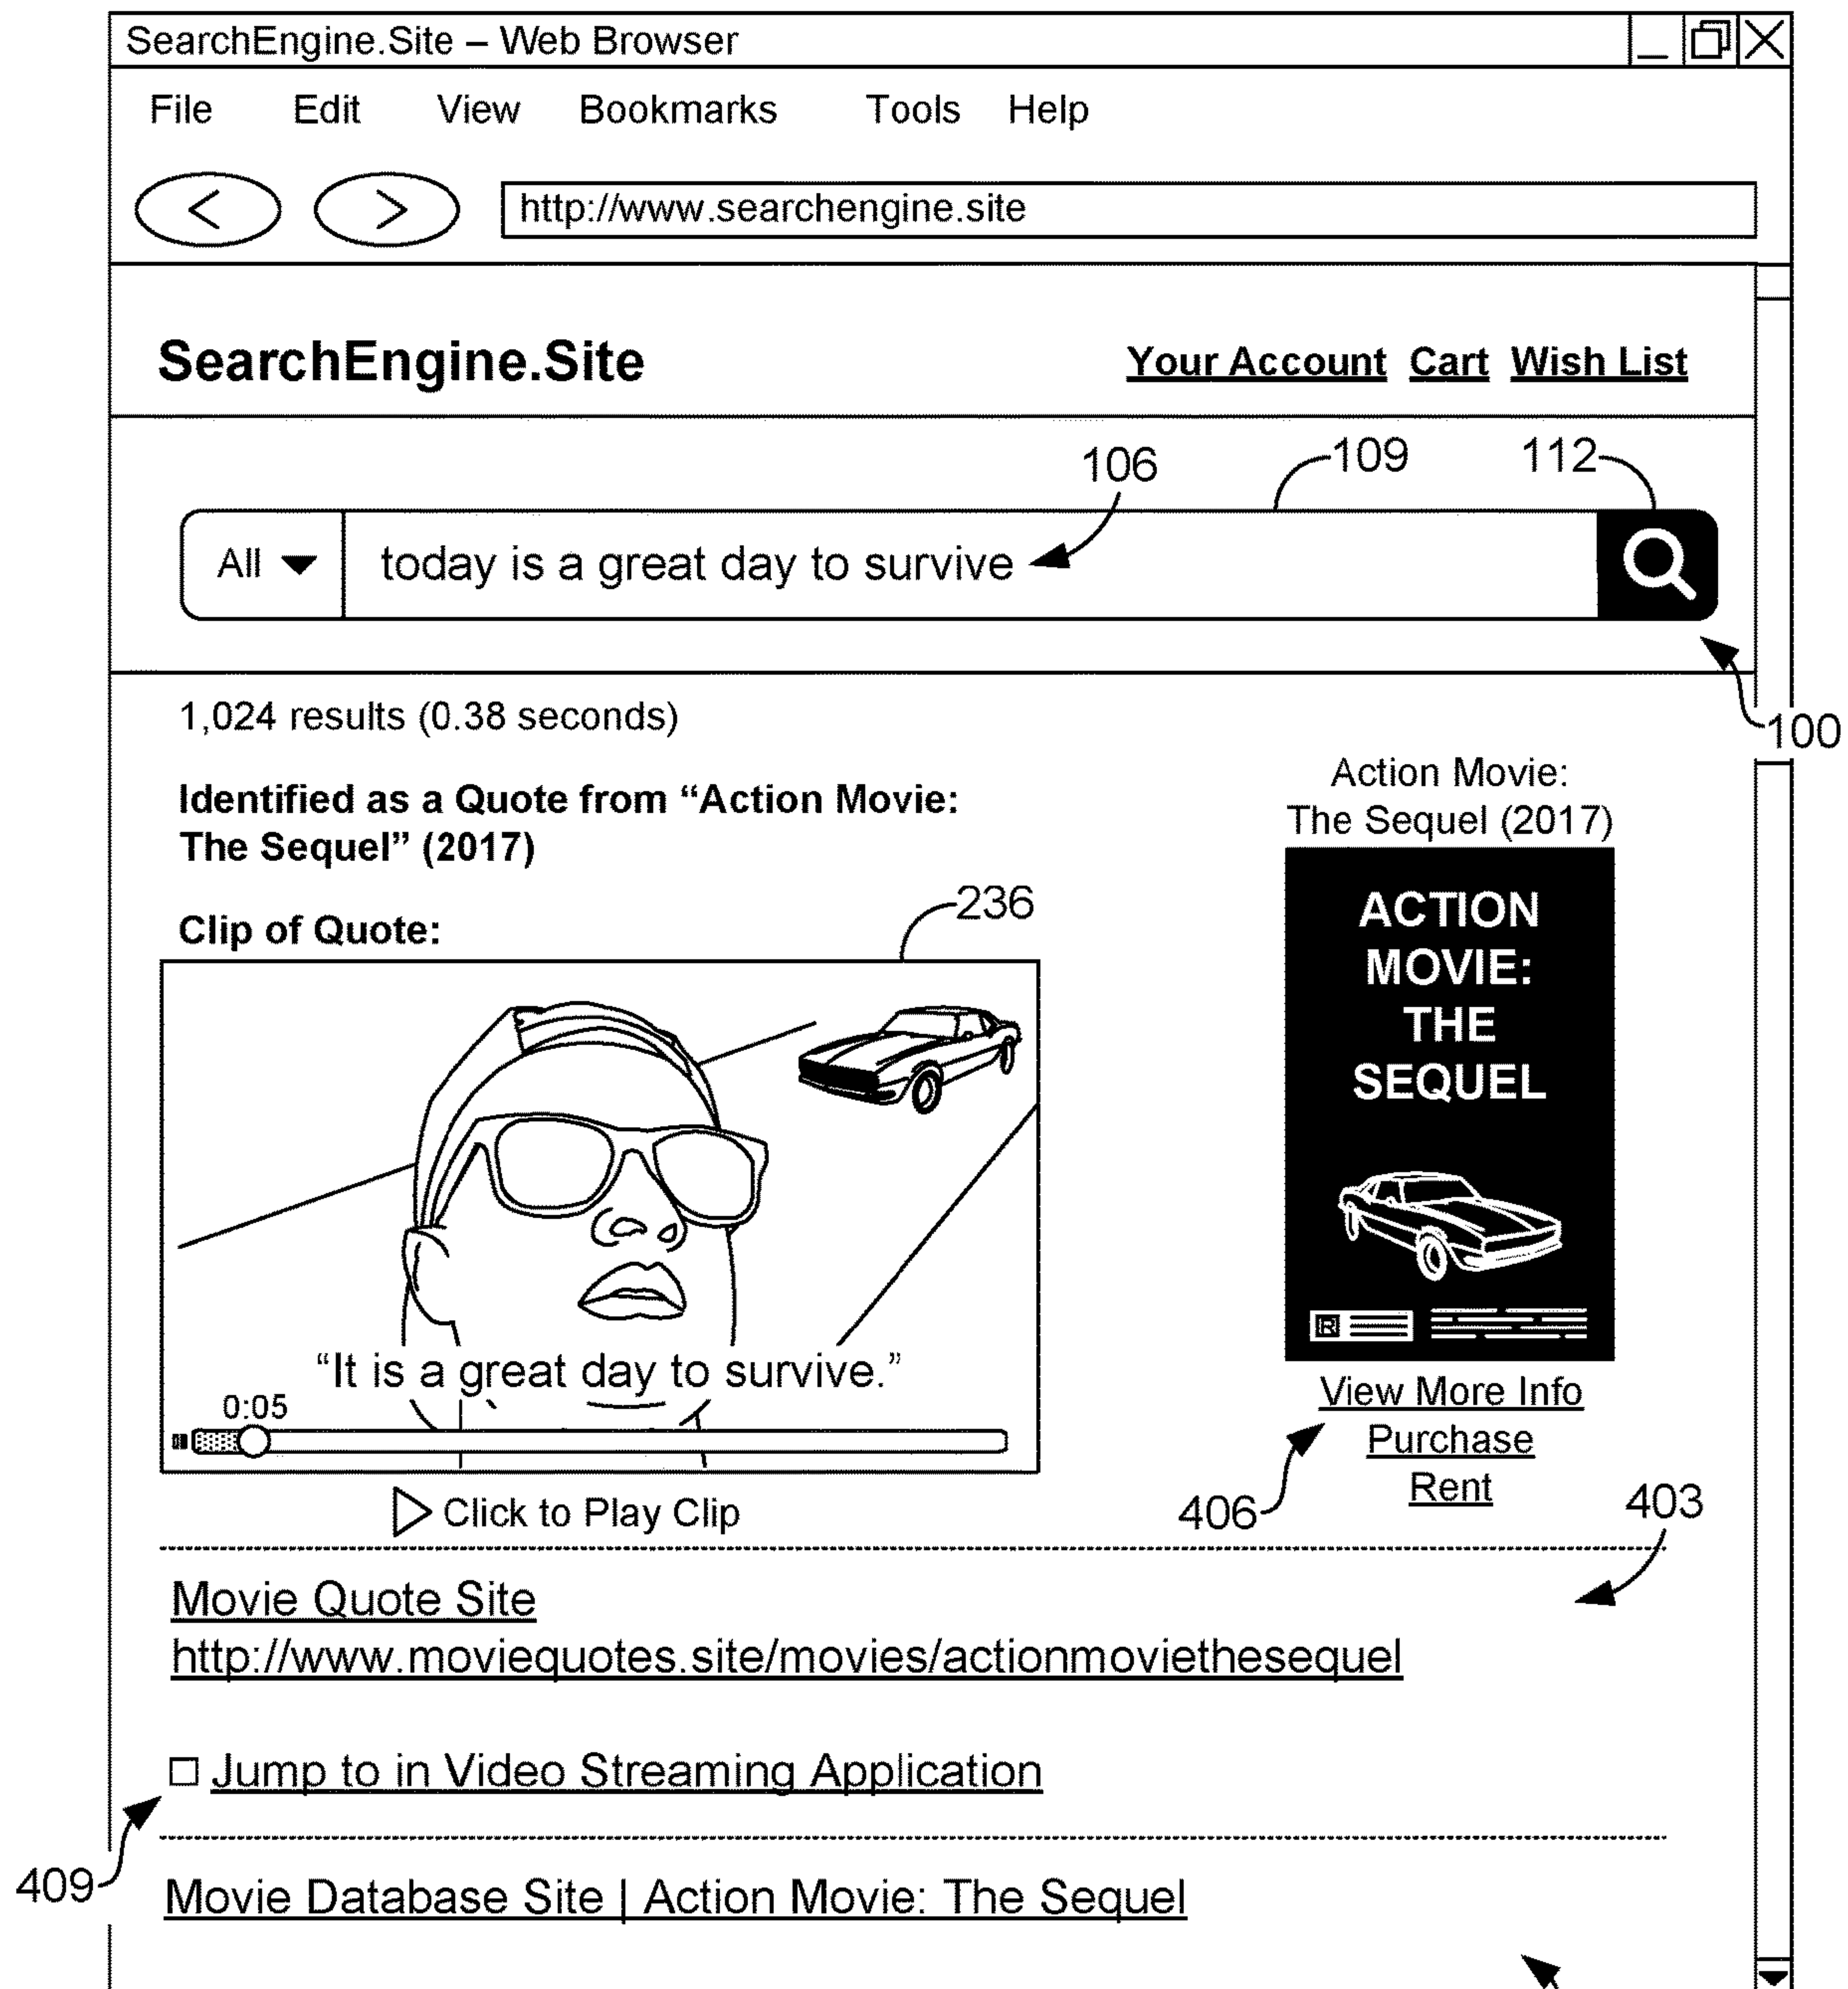 SearchEngine.Site – Web Browser
File Edit View Bookmarks Tools Help
< > http://www.searchengine.site
SearchEngine.Site Your Account Cart Wish List
106 109 112
All today is a great day to survive
100
1,024 results (0.38 seconds)
Identified as a Quote from “Action Movie:
The Sequel” (2017)
Clip of Quote:
236
“It is a great day to survive.”
0:05
Click to Play Clip
Action Movie:
The Sequel (2017)
ACTION
MOVIE:
THE
SEQUEL
R
View More Info
Purchase
Rent
406
403
Movie Quote Site
http://www.moviequotes.site/movies/actionmoviethesequel
Jump to in Video Streaming Application
409
Movie Database Site | Action Movie: The Sequel